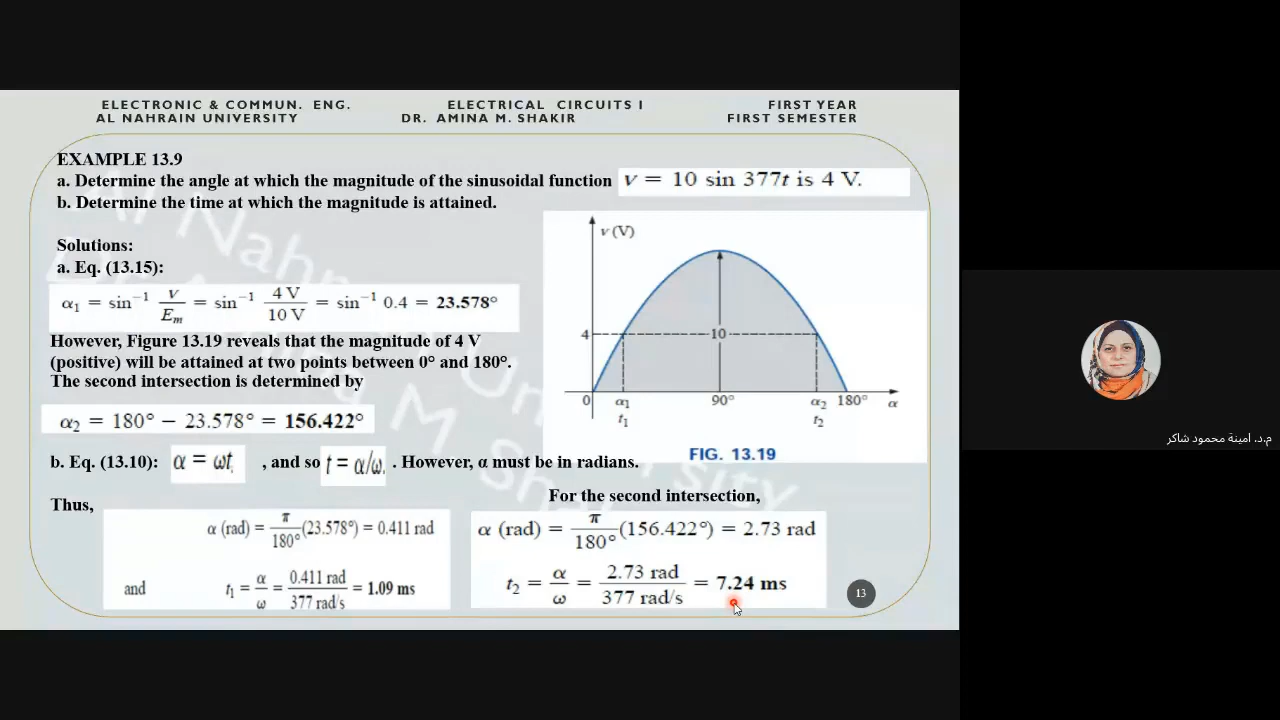 ELECTRONIC & COMMUN. ENG. ELECTRICAL CIRCUITS I FIRST YEAR
AL NAHRAIN UNIVERSITY DR. AMINA M. SHAKIR FIRST SEMESTER
EXAMPLE 13.9
a. Determine the angle at which the magnitude of the sinusoidal function v = 10 sin 377t is 4 V.
b. Determine the time at which the magnitude is attained.
Solutions:
a. Eq. (13.15):
α₁ = sin⁻¹ v/Eₘ = sin⁻¹ 4 V/10 V = sin⁻¹ 0.4 = 23.578°
However, Figure 13.19 reveals that the magnitude of 4 V
(positive) will be attained at two points between 0° and 180°.
The second intersection is determined by
α₂ = 180° − 23.578° = 156.422°
v (V)
4
10
0 α₁ 90° α₂ 180° α
t₁ t₂
FIG. 13.19
b. Eq. (13.10): α = ωt, , and so t = α/ω. . However, α must be in radians.
Thus,
α (rad) = π/180° (23.578°) = 0.411 rad
and t₁ = α/ω = 0.411 rad/377 rad/s = 1.09 ms
For the second intersection,
α (rad) = π/180° (156.422°) = 2.73 rad
t₂ = α/ω = 2.73 rad/377 rad/s = 7.24 ms
13
م.د. امينة محمود شاكر